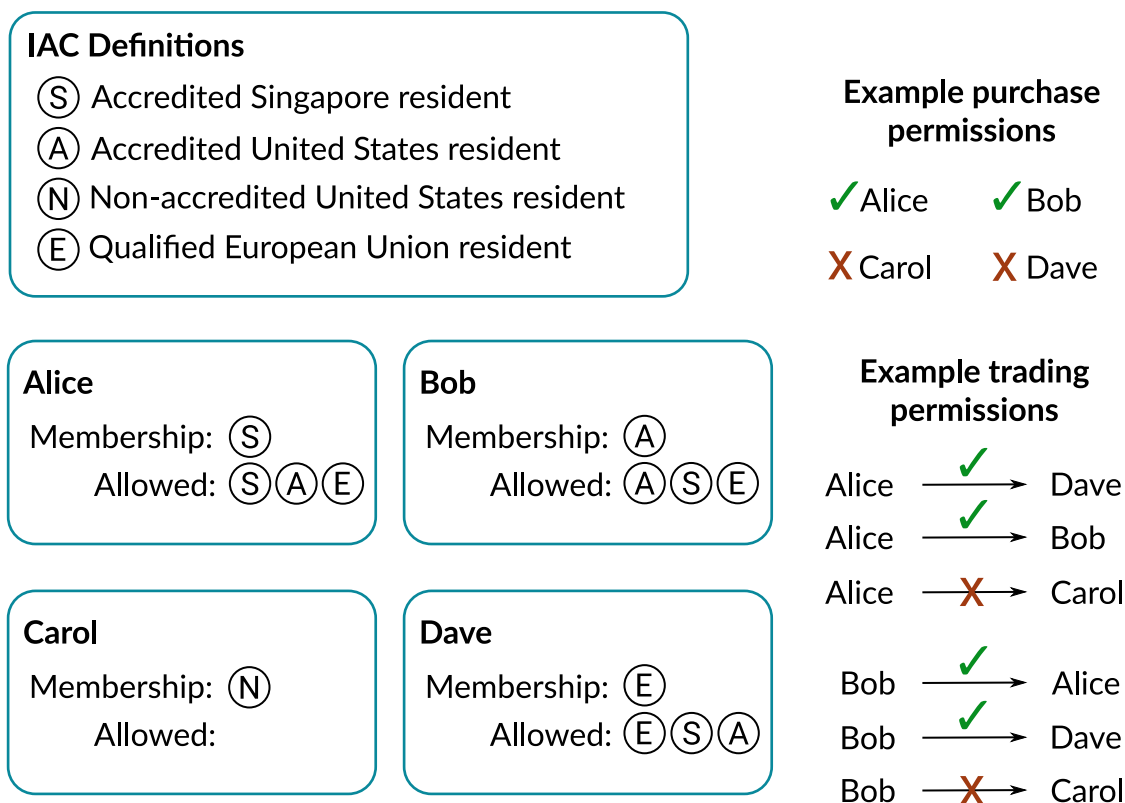 IAC Definitions
S Accredited Singapore resident
A Accredited United States resident
N Non-accredited United States resident
E Qualified European Union resident
Example purchase
permissions
✓ Alice ✓ Bob
X Carol X Dave
Alice
Membership: S
Allowed: S A E
Bob
Membership: A
Allowed: A S E
Carol
Membership: N
Allowed:
Dave
Membership: E
Allowed: E S A
Example trading
permissions
Alice ✓ Dave
Alice ✓ Bob
Alice X Carol
Bob ✓ Alice
Bob ✓ Dave
Bob X Carol